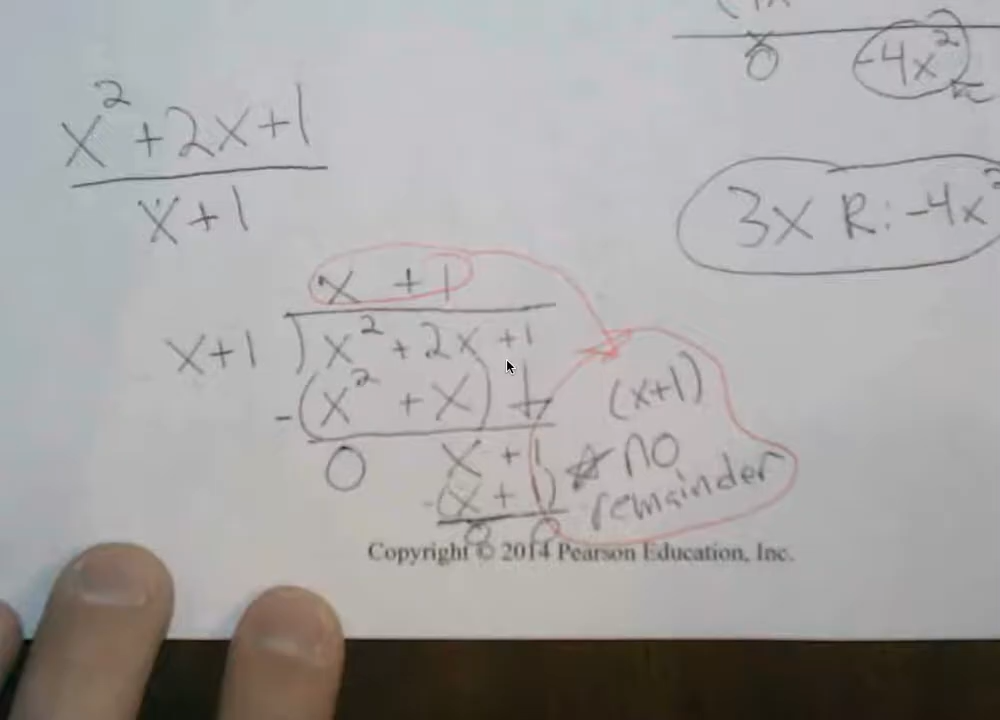 -4x²
x² + 2x + 1
x + 1
3x R: -4x²
x + 1
x+1 ) x² + 2x + 1
-(x² + x) ↓
0 x + 1
-(x + 1)
0 0
(x+1)
☆ no
remainder
Copyright © 2014 Pearson Education, Inc.